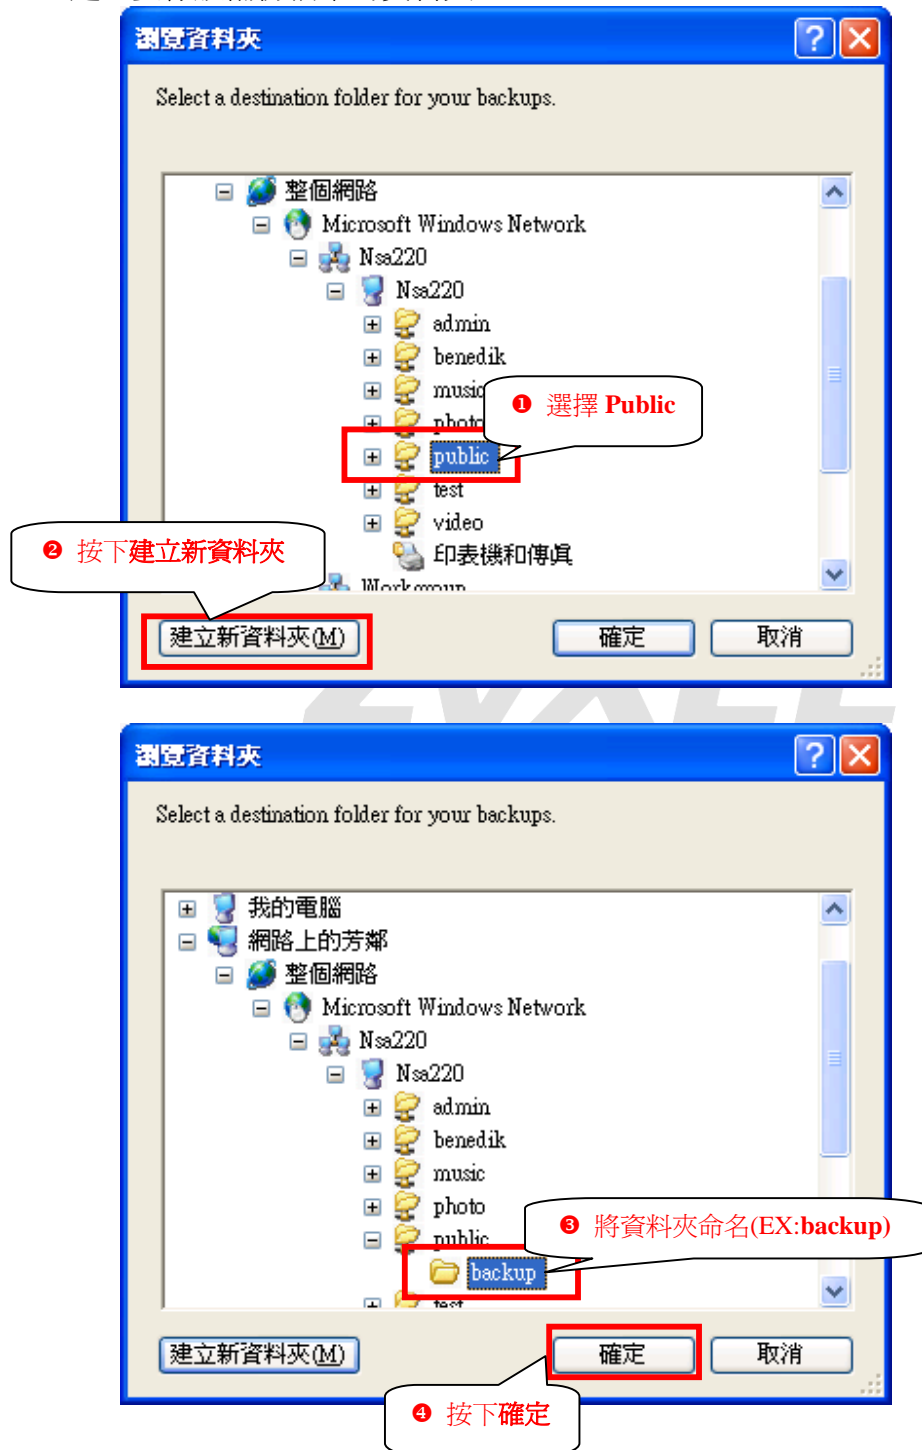 瀏覽資料夾
Select a destination folder for your backups.
整個網路
Microsoft Windows Network
Nsa220
Nsa220
admin
benedik
music
❶ 選擇 Public
photo
public
test
video
❷ 按下建立新資料夾
印表機和傳真
Workgroup
建立新資料夾(M)
確定
取消
ZyXEL
瀏覽資料夾
Select a destination folder for your backups.
我的電腦
網路上的芳鄰
整個網路
Microsoft Windows Network
Nsa220
Nsa220
admin
benedik
music
photo
❸ 將資料夾命名(EX:backup)
public
backup
test
建立新資料夾(M)
確定
取消
❹ 按下確定